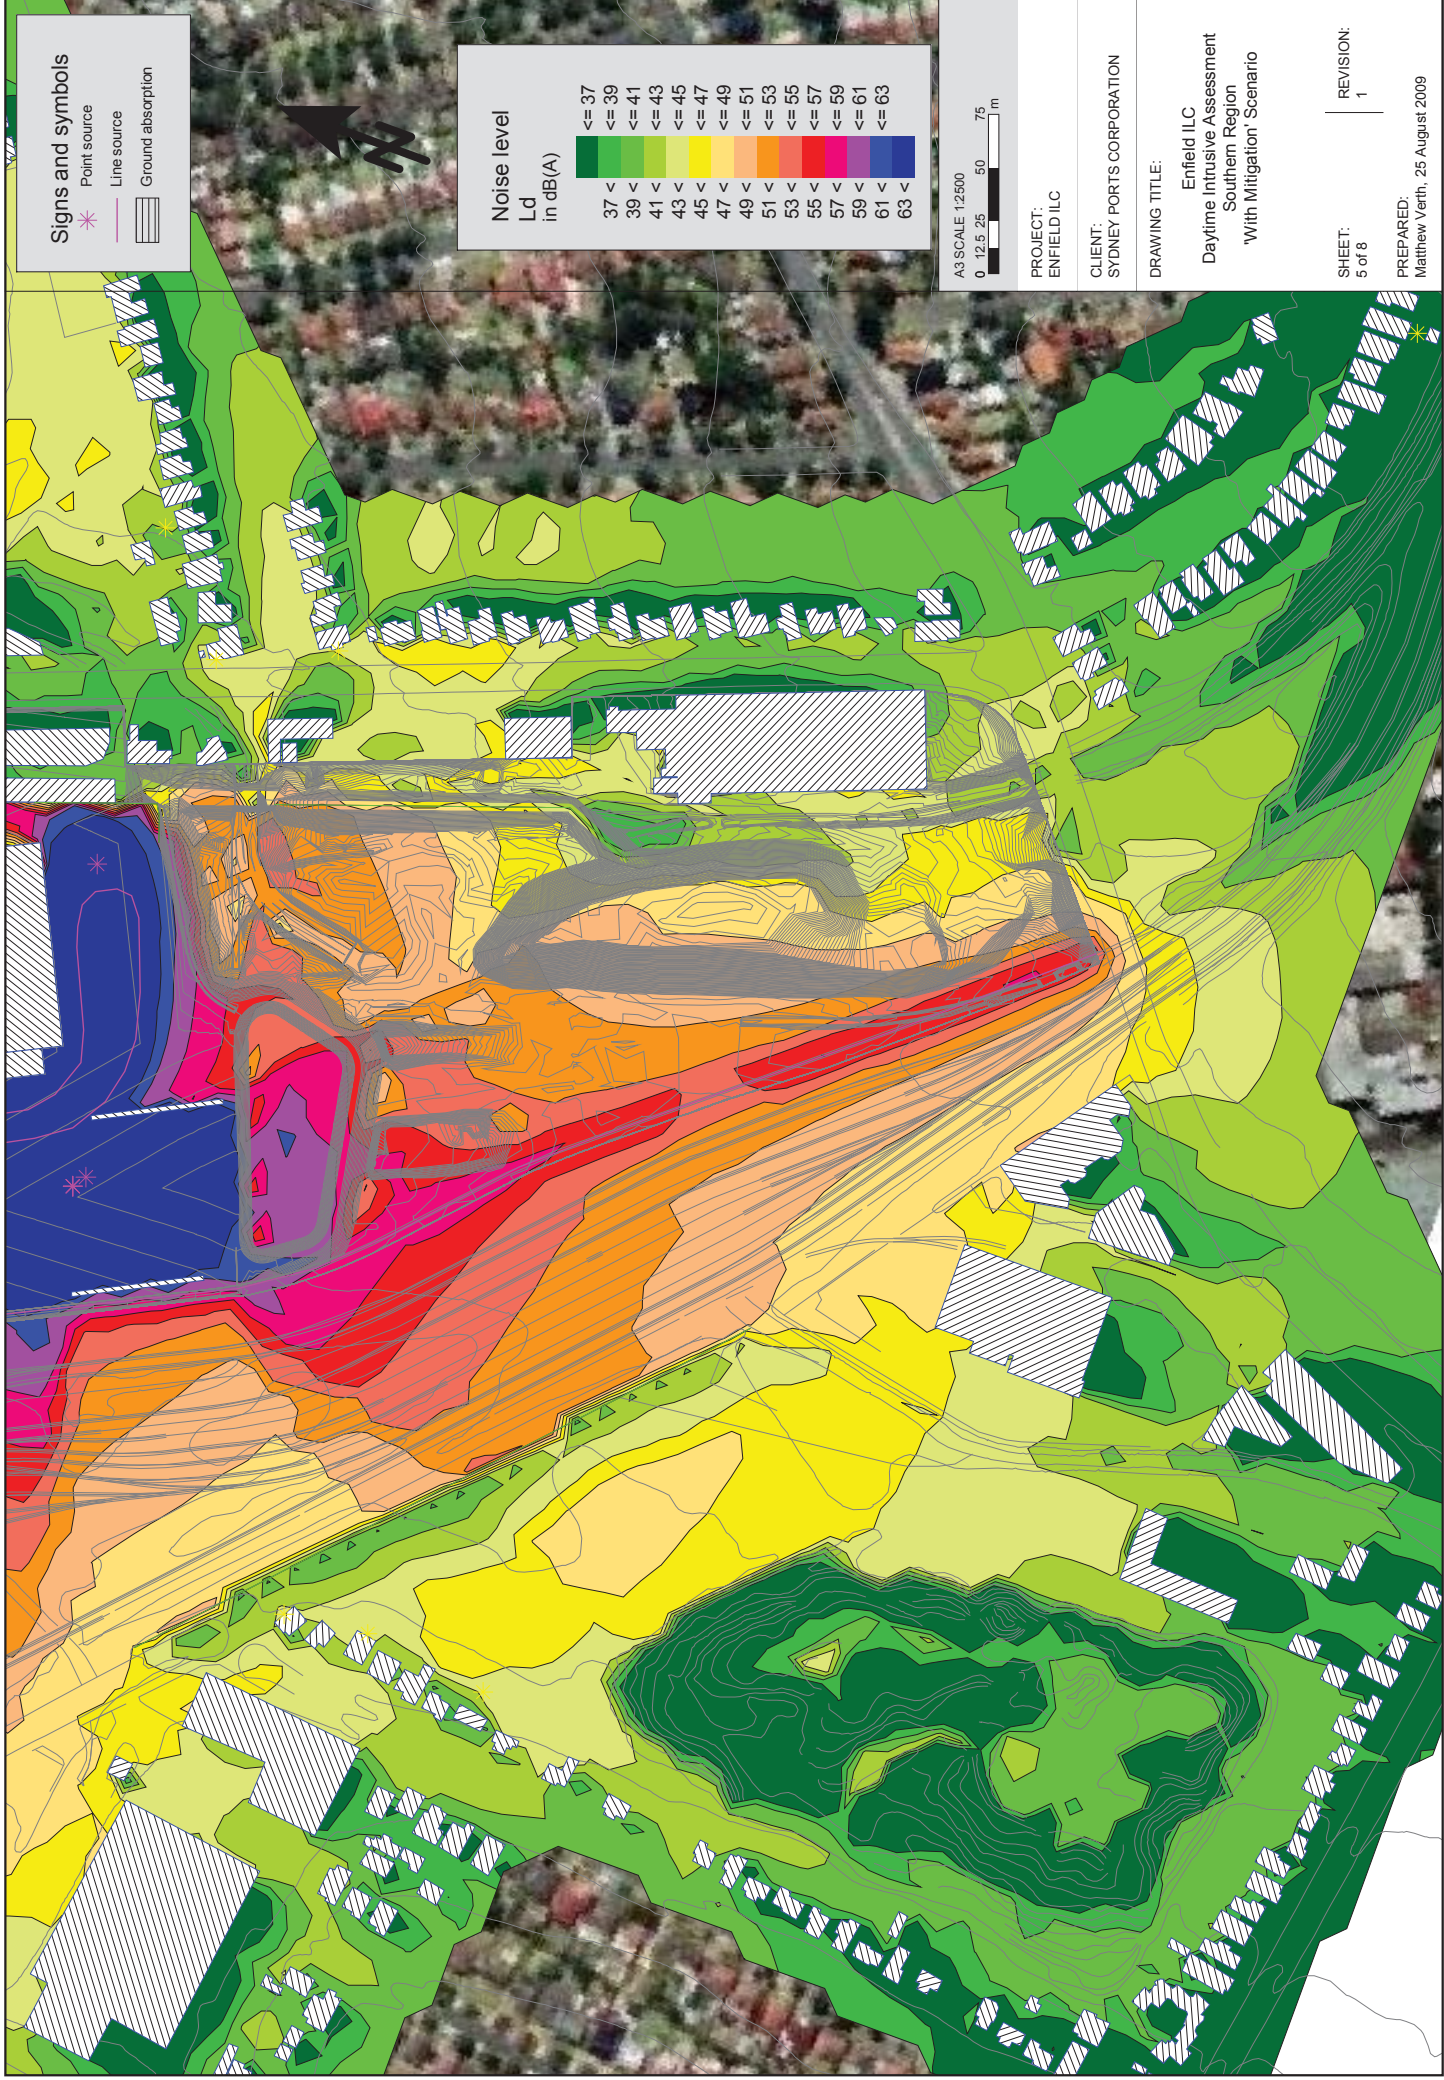 Signs and symbols
Point source
Line source
Ground absorption
Noise level
Ld
in dB(A)
<= 37
37 < <= 39
39 < <= 41
41 < <= 43
43 < <= 45
45 < <= 47
47 < <= 49
49 < <= 51
51 < <= 53
53 < <= 55
55 < <= 57
57 < <= 59
59 < <= 61
61 < <= 63
63 <
A3 SCALE 1:2500
0 12.5 25 50 75
m
PROJECT:
ENFIELD ILC
CLIENT:
SYDNEY PORTS CORPORATION
DRAWING TITLE:
Enfield ILC
Daytime Intrusive Assessment
Southern Region
'With Mitigation' Scenario
SHEET:
5 of 8
REVISION:
1
PREPARED:
Matthew Verth, 25 August 2009
N